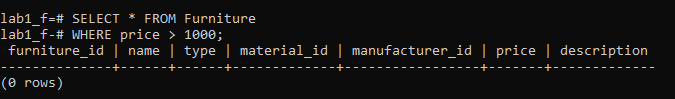 lab1_f=# SELECT * FROM Furniture
lab1_f-# WHERE price > 1000;
 furniture_id | name | type | material_id | manufacturer_id | price | description
--------------+------+------+-------------+-----------------+-------+-------------
(0 rows)